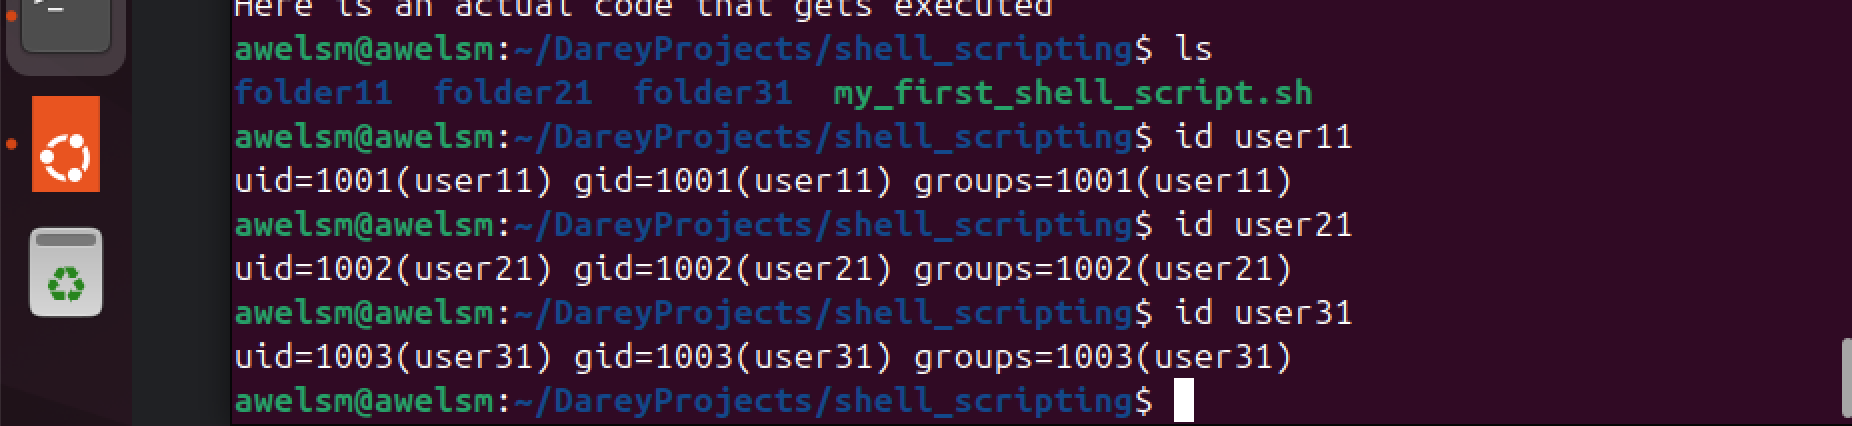 Here is an actual code that gets executed
awelsm@awelsm:~/DareyProjects/shell_scripting$ ls
folder11  folder21  folder31  my_first_shell_script.sh
awelsm@awelsm:~/DareyProjects/shell_scripting$ id user11
uid=1001(user11) gid=1001(user11) groups=1001(user11)
awelsm@awelsm:~/DareyProjects/shell_scripting$ id user21
uid=1002(user21) gid=1002(user21) groups=1002(user21)
awelsm@awelsm:~/DareyProjects/shell_scripting$ id user31
uid=1003(user31) gid=1003(user31) groups=1003(user31)
awelsm@awelsm:~/DareyProjects/shell_scripting$